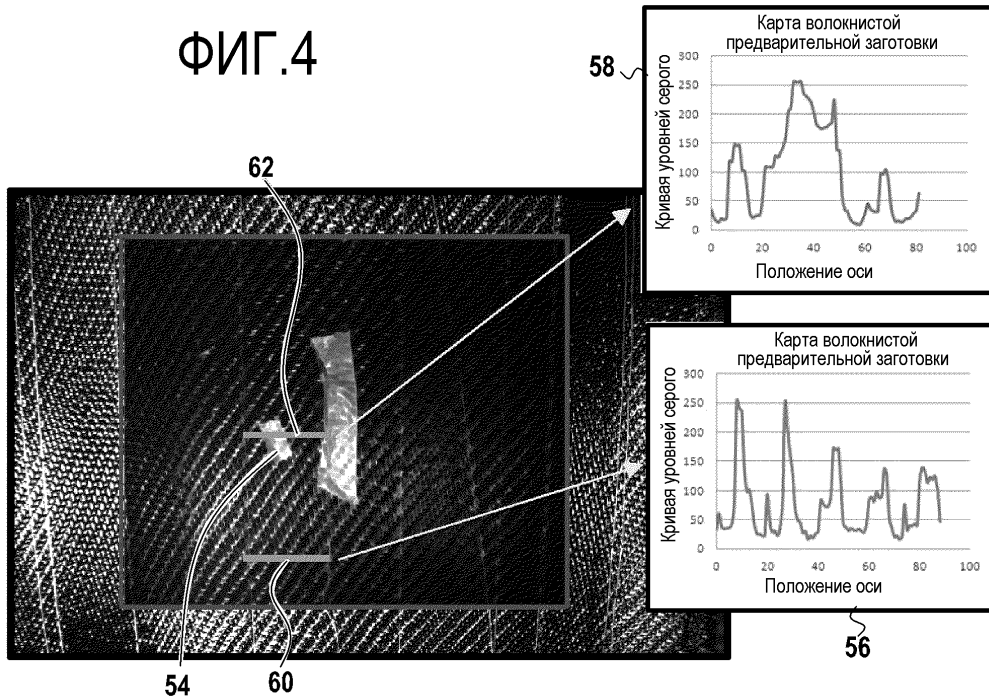 ФИГ.4
58
Карта волокнистой
предварительной заготовки
Кривая уровней серого
300
250
200
150
100
50
0
0 20 40 60 80 100
Положение оси
62
Карта волокнистой
предварительной заготовки
Кривая уровней серого
300
250
200
150
100
50
0
0 20 40 60 80 100
Положение оси
54
60
56